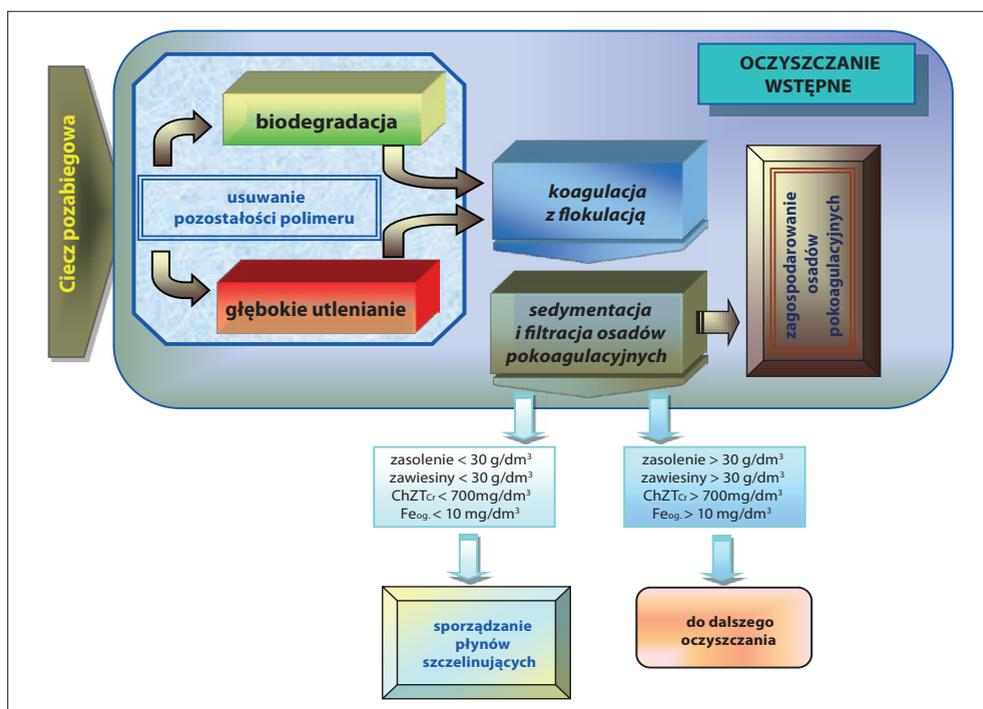 Ciecz pozabiegowa
OCZYSZCZANIE
WSTĘPNE
biodegradacja
usuwanie
pozostałości polimeru
głębokie utlenianie
koagulacja
z flokulacją
sedymentacja
i filtracja osadów
pokoagulacyjnych
zagospodarowanie
osadów
pokoagulacyjnych
zasolenie < 30 g/dm³
zawiesiny < 30 g/dm³
ChZTCr < 700mg/dm³
Feog. < 10 mg/dm³
zasolenie > 30 g/dm³
zawiesiny > 30 g/dm³
ChZTCr > 700mg/dm³
Feog. > 10 mg/dm³
sporządzanie
płynów
szczelinujących
do dalszego
oczyszczania